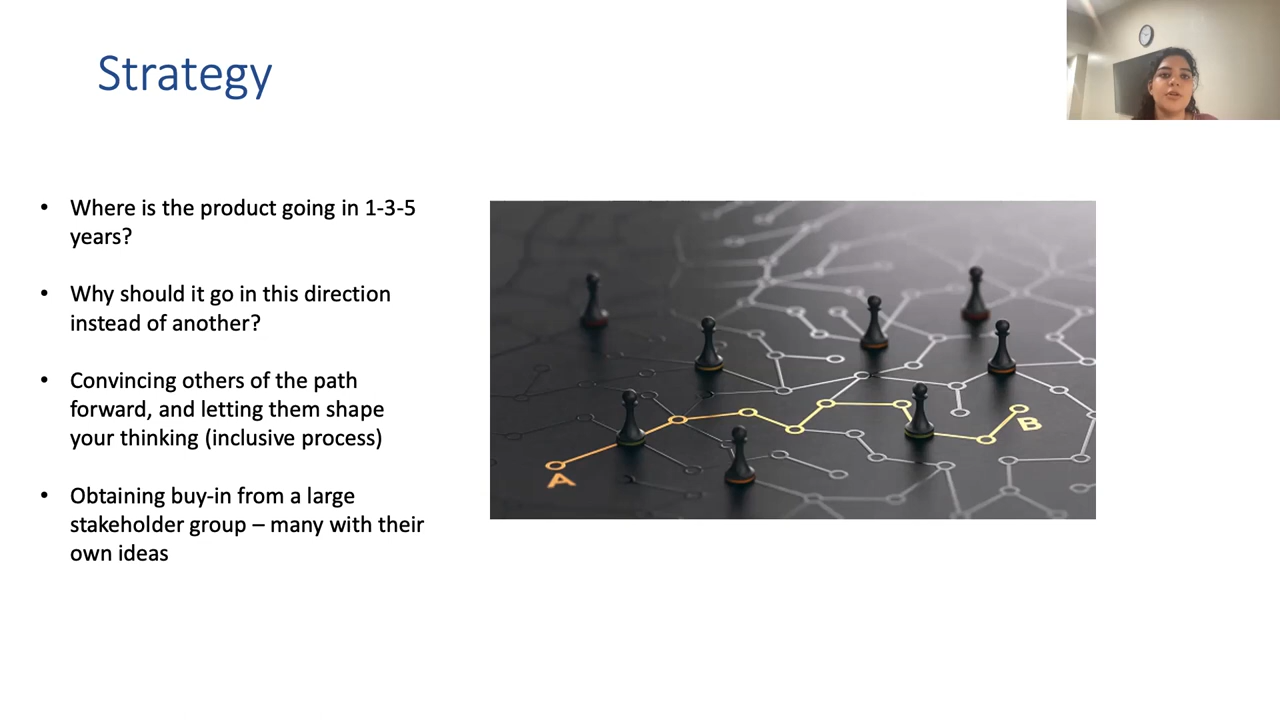 Strategy
• Where is the product going in 1-3-5
years?
• Why should it go in this direction
instead of another?
• Convincing others of the path
forward, and letting them shape
your thinking (inclusive process)
• Obtaining buy-in from a large
stakeholder group – many with their
own ideas
A
B